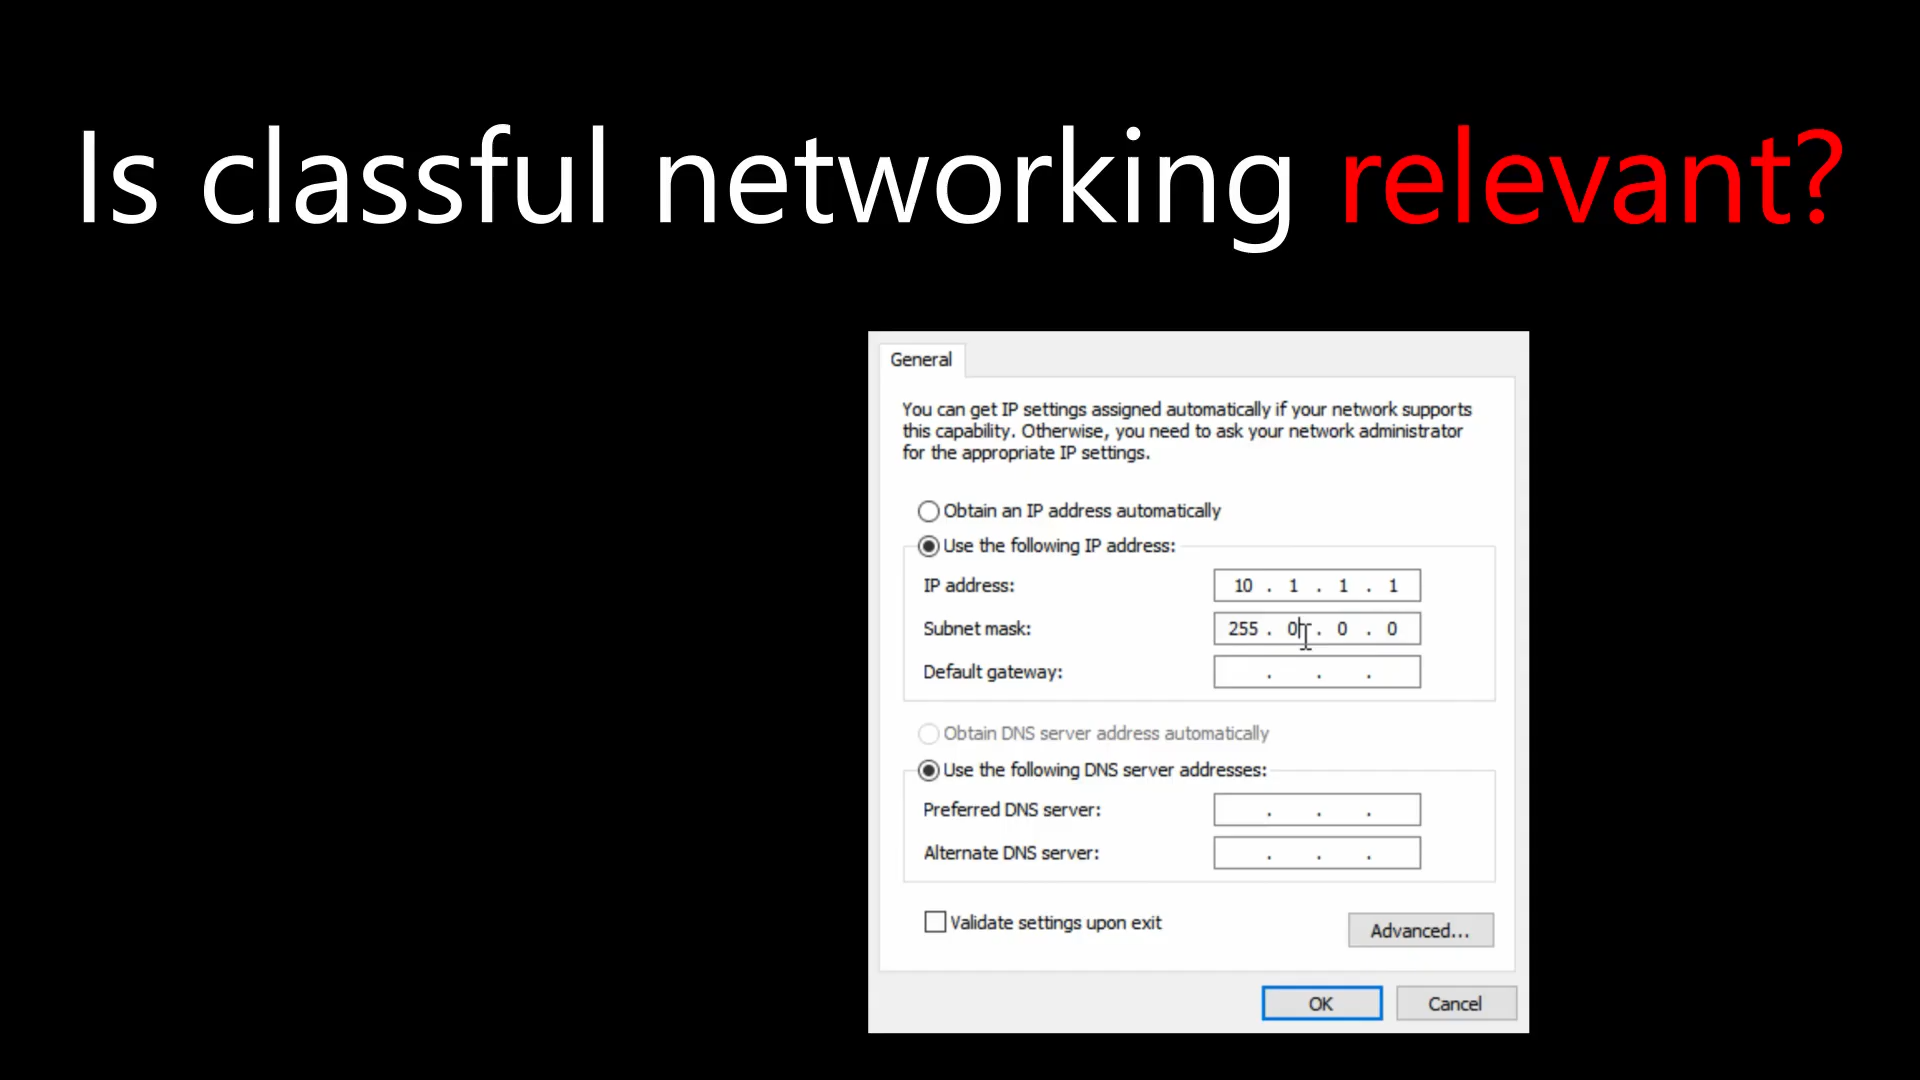 Is classful networking relevant?
General
You can get IP settings assigned automatically if your network supports
this capability. Otherwise, you need to ask your network administrator
for the appropriate IP settings.
Obtain an IP address automatically
Use the following IP address:
IP address: 10 . 1 . 1 . 1
Subnet mask: 255 . 0 . 0 . 0
Default gateway: . . .
Obtain DNS server address automatically
Use the following DNS server addresses:
Preferred DNS server: . . .
Alternate DNS server: . . .
Validate settings upon exit
Advanced...
OK Cancel